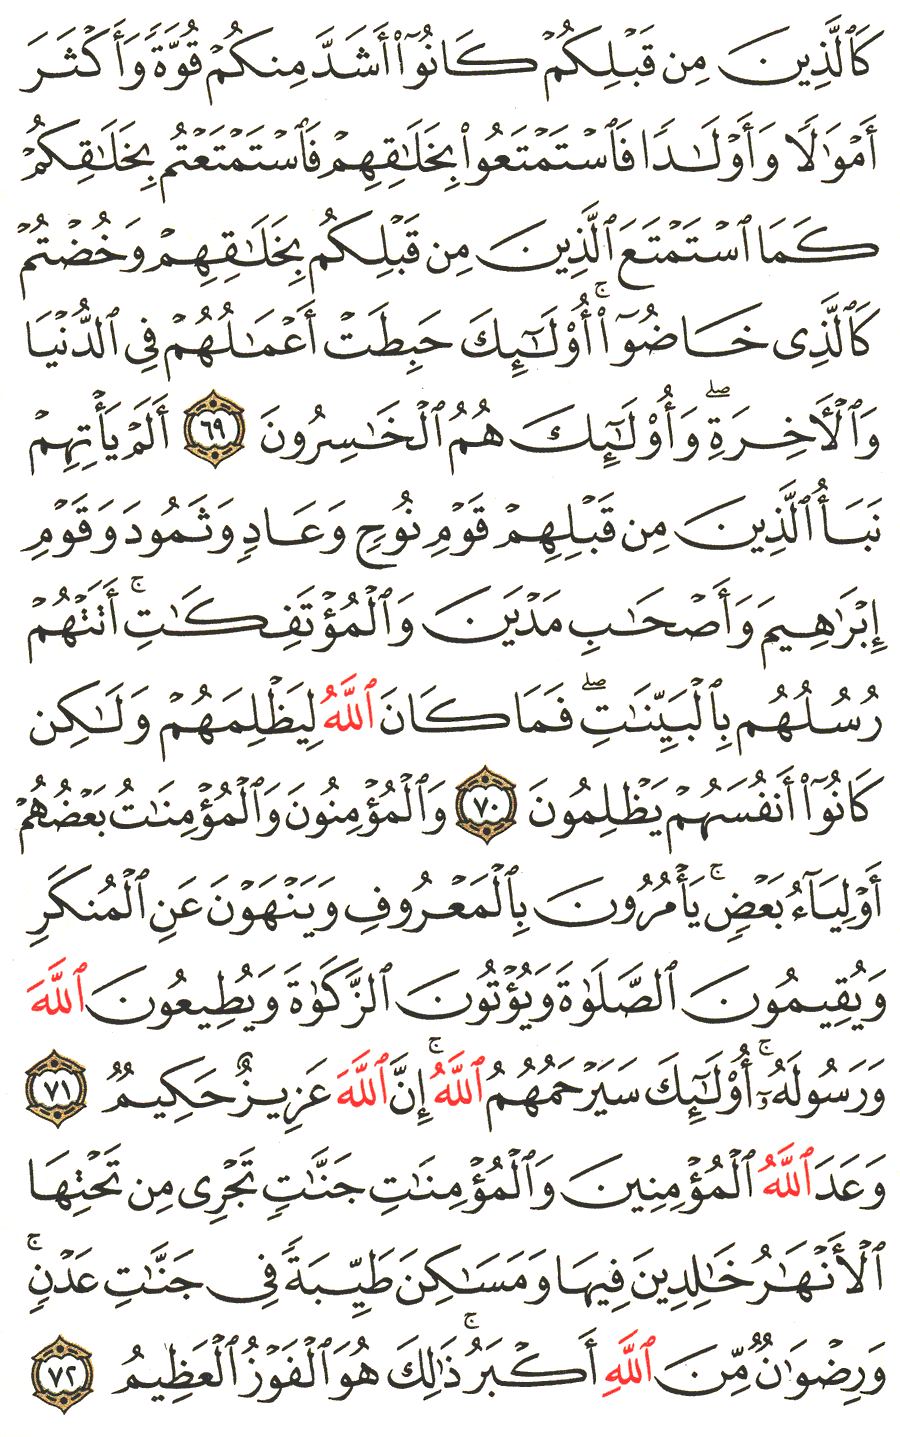 كَٱلَّذِينَ مِن قَبْلِكُمْ كَانُوٓا۟ أَشَدَّ مِنكُمْ قُوَّةً وَأَكْثَرَ
أَمْوَٰلًا وَأَوْلَـٰدًا فَٱسْتَمْتَعُوا۟ بِخَلَـٰقِهِمْ فَٱسْتَمْتَعْتُم بِخَلَـٰقِكُمْ
كَمَا ٱسْتَمْتَعَ ٱلَّذِينَ مِن قَبْلِكُم بِخَلَـٰقِهِمْ وَخُضْتُمْ
كَٱلَّذِى خَاضُوٓا۟ ۚ أُو۟لَـٰٓئِكَ حَبِطَتْ أَعْمَـٰلُهُمْ فِى ٱلدُّنْيَا
وَٱلْـَٔاخِرَةِ ۖ وَأُو۟لَـٰٓئِكَ هُمُ ٱلْخَـٰسِرُونَ ٦٩ أَلَمْ يَأْتِهِمْ
نَبَأُ ٱلَّذِينَ مِن قَبْلِهِمْ قَوْمِ نُوحٍ وَعَادٍ وَثَمُودَ وَقَوْمِ
إِبْرَٰهِيمَ وَأَصْحَـٰبِ مَدْيَنَ وَٱلْمُؤْتَفِكَـٰتِ ۚ أَتَتْهُمْ
رُسُلُهُم بِٱلْبَيِّنَـٰتِ ۖ فَمَا كَانَ ٱللَّهُ لِيَظْلِمَهُمْ وَلَـٰكِن
كَانُوٓا۟ أَنفُسَهُمْ يَظْلِمُونَ ٧٠ وَٱلْمُؤْمِنُونَ وَٱلْمُؤْمِنَـٰتُ بَعْضُهُمْ
أَوْلِيَآءُ بَعْضٍ ۚ يَأْمُرُونَ بِٱلْمَعْرُوفِ وَيَنْهَوْنَ عَنِ ٱلْمُنكَرِ
وَيُقِيمُونَ ٱلصَّلَوٰةَ وَيُؤْتُونَ ٱلزَّكَوٰةَ وَيُطِيعُونَ ٱللَّهَ
وَرَسُولَهُۥٓ ۚ أُو۟لَـٰٓئِكَ سَيَرْحَمُهُمُ ٱللَّهُ ۗ إِنَّ ٱللَّهَ عَزِيزٌ حَكِيمٌ ٧١
وَعَدَ ٱللَّهُ ٱلْمُؤْمِنِينَ وَٱلْمُؤْمِنَـٰتِ جَنَّـٰتٍ تَجْرِى مِن تَحْتِهَا
ٱلْأَنْهَـٰرُ خَـٰلِدِينَ فِيهَا وَمَسَـٰكِنَ طَيِّبَةً فِى جَنَّـٰتِ عَدْنٍ ۚ
وَرِضْوَٰنٌ مِّنَ ٱللَّهِ أَكْبَرُ ۚ ذَٰلِكَ هُوَ ٱلْفَوْزُ ٱلْعَظِيمُ ٧٢